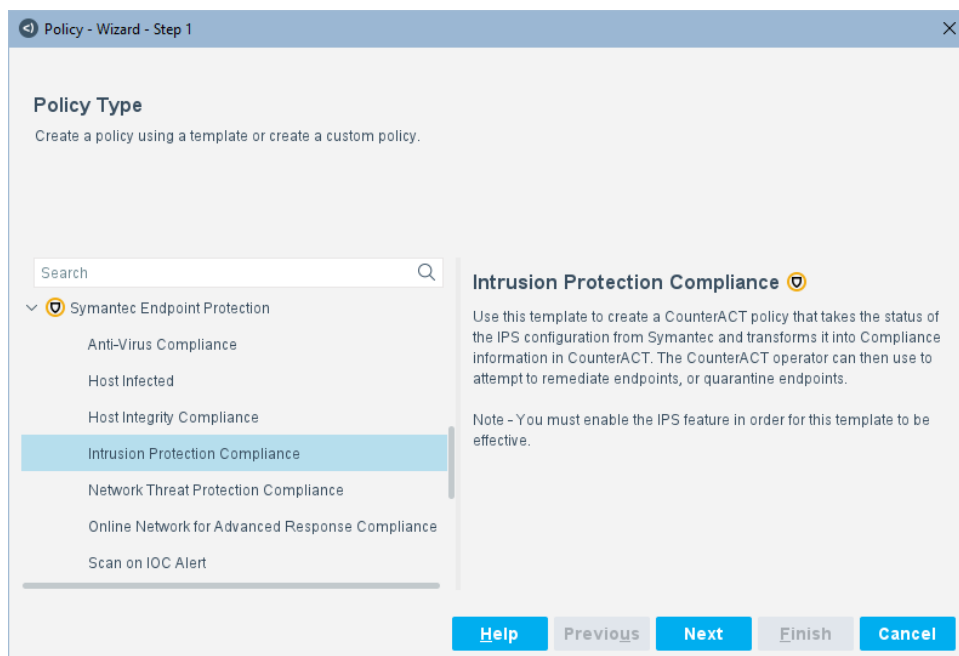 Policy - Wizard - Step 1
Policy Type
Create a policy using a template or create a custom policy.
Search
Symantec Endpoint Protection
Anti-Virus Compliance
Host Infected
Host Integrity Compliance
Intrusion Protection Compliance
Network Threat Protection Compliance
Online Network for Advanced Response Compliance
Scan on IOC Alert
Intrusion Protection Compliance
Use this template to create a CounterACT policy that takes the status of
the IPS configuration from Symantec and transforms it into Compliance
information in CounterACT. The CounterACT operator can then use to
attempt to remediate endpoints, or quarantine endpoints.
Note - You must enable the IPS feature in order for this template to be
effective.
Help
Previous
Next
Finish
Cancel